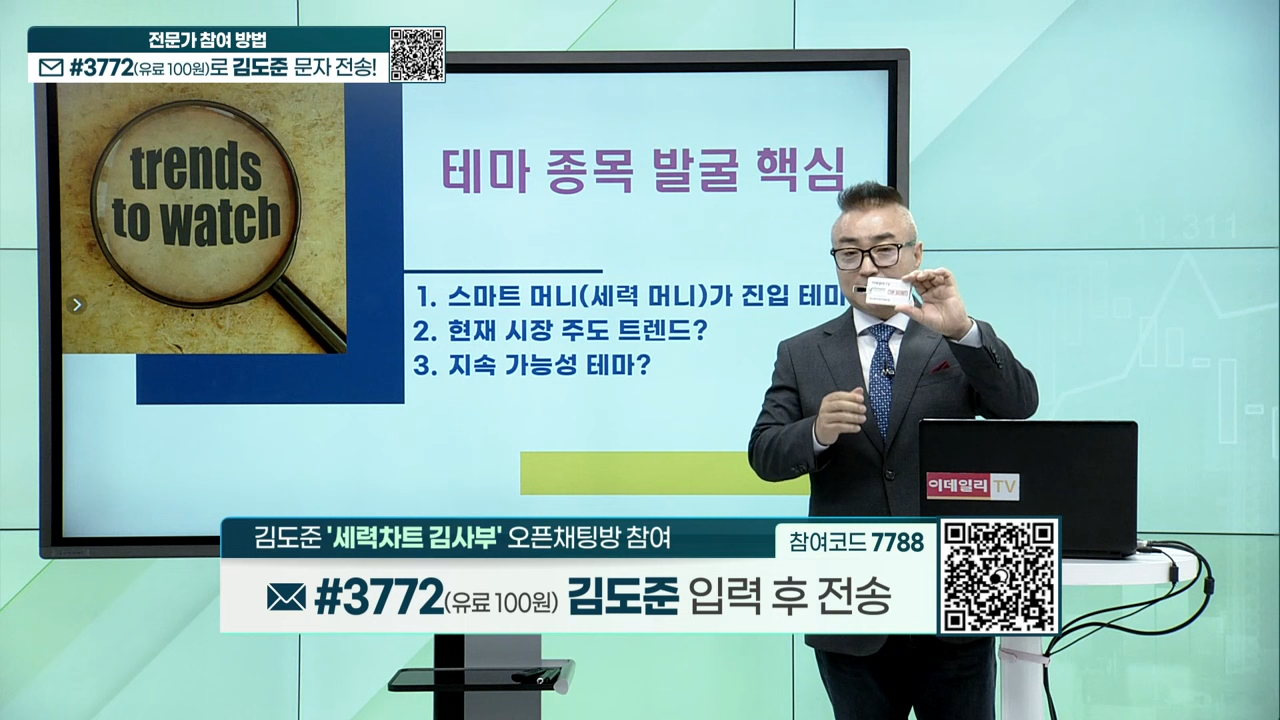 전문가 참여 방법
#3772(유료 100원)로 김도준 문자 전송!
trends
to watch
테마 종목 발굴 핵심
1. 스마트 머니(세력 머니)가 진입 테마
2. 현재 시장 주도 트렌드?
3. 지속 가능성 테마?
11.311
이데일리TV
김도준 '세력차트 김사부' 오픈채팅방 참여
참여코드 7788
#3772(유료 100원) 김도준 입력 후 전송